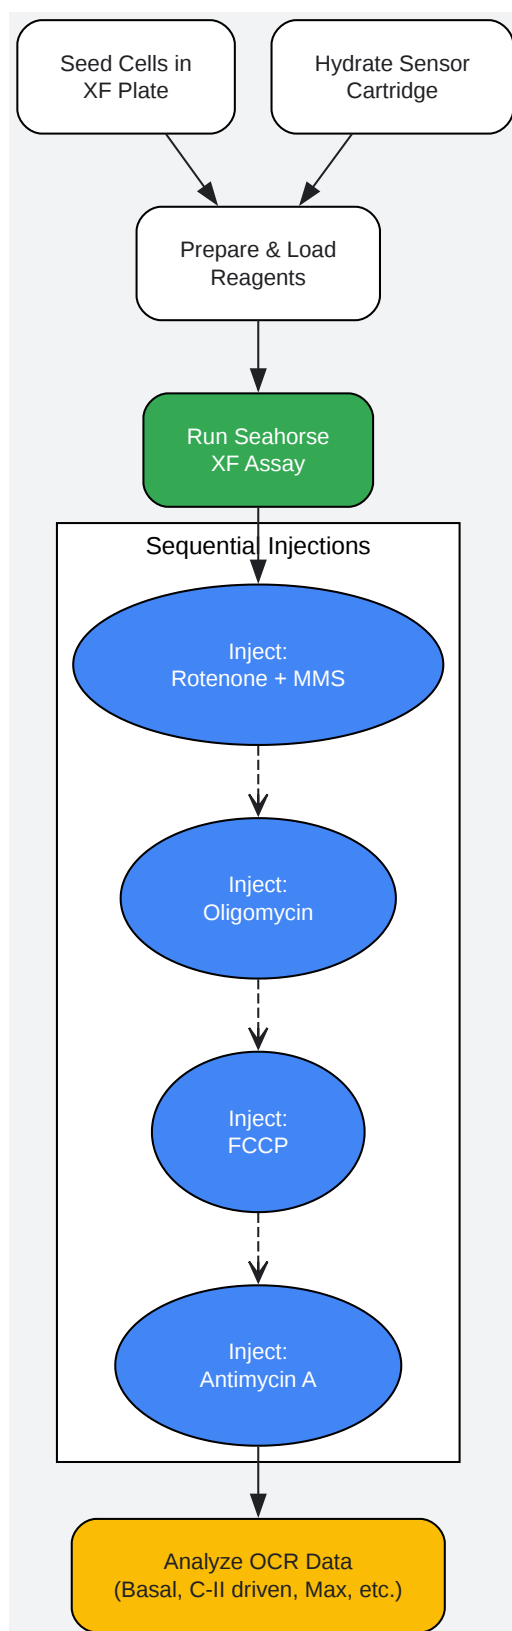 Seed Cells in
XF Plate
Hydrate Sensor
Cartridge
Prepare & Load
Reagents
Run Seahorse
XF Assay
Sequential Injections
Inject:
Rotenone + MMS
Inject:
Oligomycin
Inject:
FCCP
Inject:
Antimycin A
Analyze OCR Data
(Basal, C-II driven, Max, etc.)